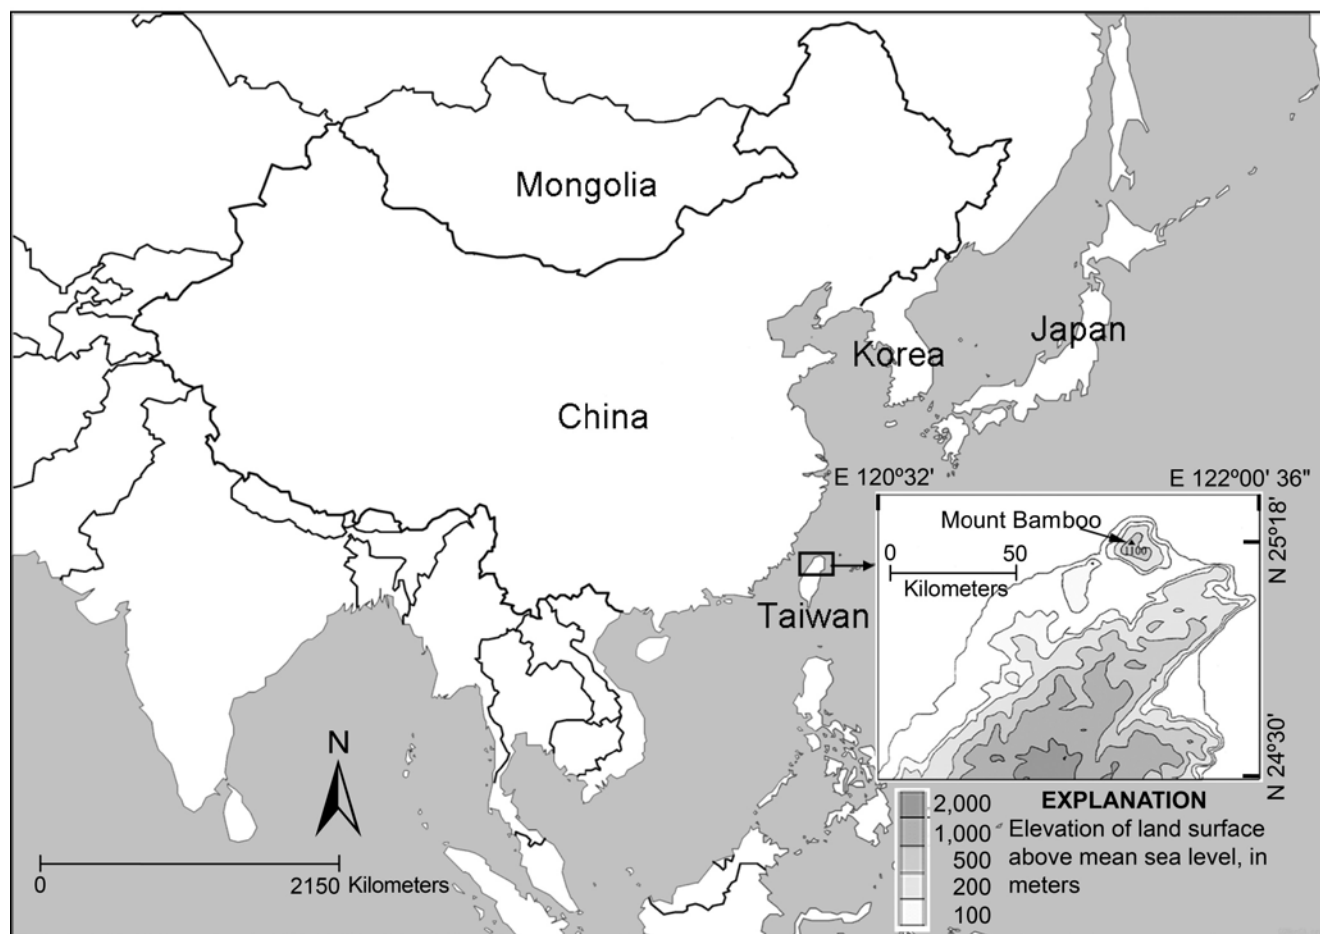 Mongolia
Japan
Korea
China
E 120º32'
E 122º00' 36"
Mount Bamboo
1100
0
50
Kilometers
N 25º18'
Taiwan
N 24º30'
N
0
2150 Kilometers
2,000
1,000
500
200
100
EXPLANATION
Elevation of land surface
above mean sea level, in
meters